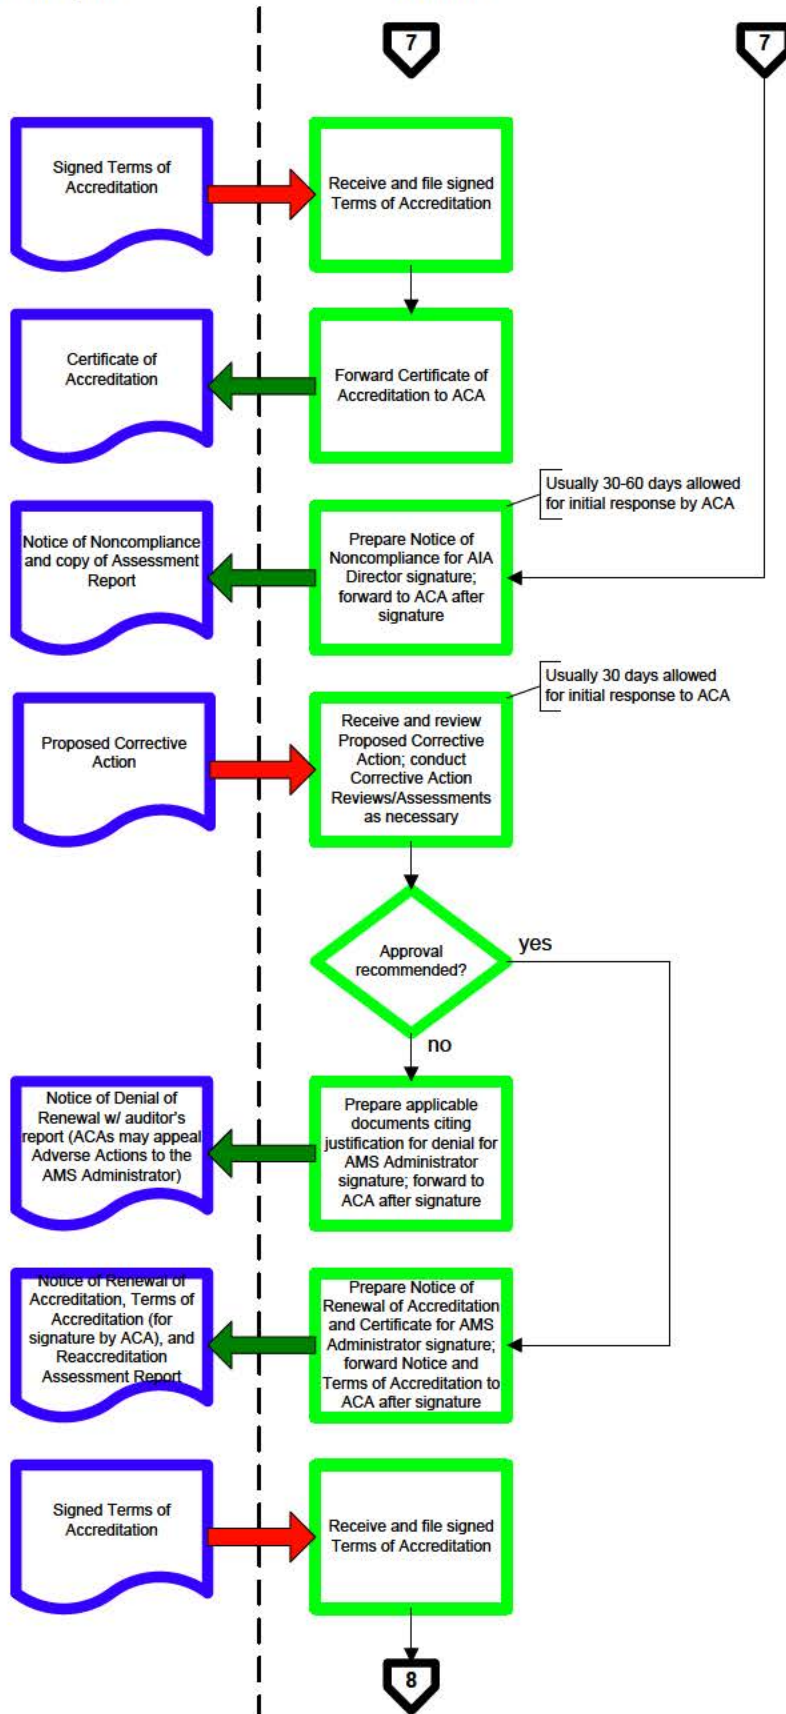 7
7
Signed Terms of
Accreditation
Receive and file signed
Terms of Accreditation
Certificate of
Accreditation
Forward Certificate of
Accreditation to ACA
Usually 30-60 days allowed
for initial response by ACA
Notice of Noncompliance
and copy of Assessment
Report
Prepare Notice of
Noncompliance for AIA
Director signature;
forward to ACA after
signature
Usually 30 days allowed
for initial response to ACA
Proposed Corrective
Action
Receive and review
Proposed Corrective
Action; conduct
Corrective Action
Reviews/Assessments
as necessary
Approval
recommended?
yes
no
Notice of Denial of
Renewal w/ auditor's
report (ACAs may appeal
Adverse Actions to the
AMS Administrator)
Prepare applicable
documents citing
justification for denial for
AMS Administrator
signature; forward to
ACA after signature
Notice of Renewal of
Accreditation, Terms of
Accreditation (for
signature by ACA), and
Reaccreditation
Assessment Report
Prepare Notice of
Renewal of Accreditation
and Certificate for AMS
Administrator signature;
forward Notice and
Terms of Accreditation to
ACA after signature
Signed Terms of
Accreditation
Receive and file signed
Terms of Accreditation
8